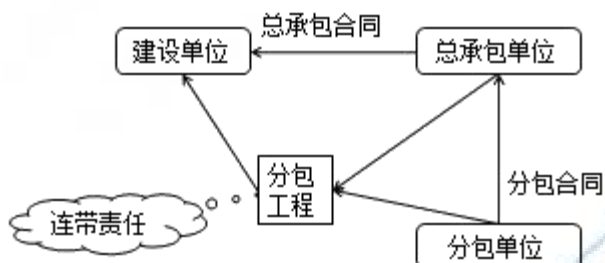 总承包合同
建设单位
总承包单位
分包
工程
分包合同
连带责任
分包单位